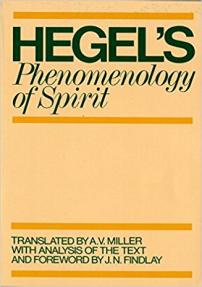 HEGEL'S
Phenomenology
of Spirit
TRANSLATED BY A.V. MILLER
WITH ANALYSIS OF THE TEXT
AND FOREWORD BY J. N. FINDLAY